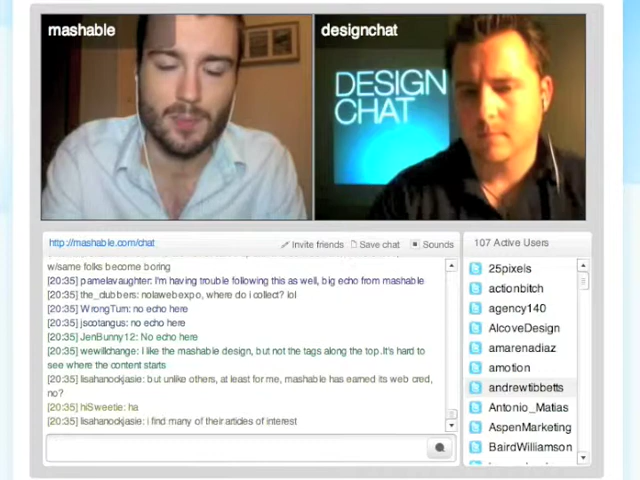 mashable
designchat
DESIGN
CHAT
http://mashable.com/chat
Invite friends
Save chat
Sounds
107 Active Users
w/same folks become boring
[20:35] pamelavaughter: I'm having trouble following this as well, big echo from mashable
[20:35] the_clubbers: nolawebexpo, where do i collect? lol
[20:35] WrongTum: no echo here
[20:35] jscotangus: no echo here
[20:35] JenBunny12: No echo here
[20:35] wewillchange: I like the mashable design, but not the tags along the top.It's hard to
see where the content starts
[20:35] lisahanockjasie: but unlike others, at least for me, mashable has earned its web cred,
no?
[20:35] hiSweetie: ha
[20:35] lisahanockjasie: i find many of their articles of interest
25pixels
actionbitch
agency140
AlcoveDesign
amarenadiaz
amotion
andrewtibbetts
Antonio_Matias
AspenMarketing
BairdWilliamson